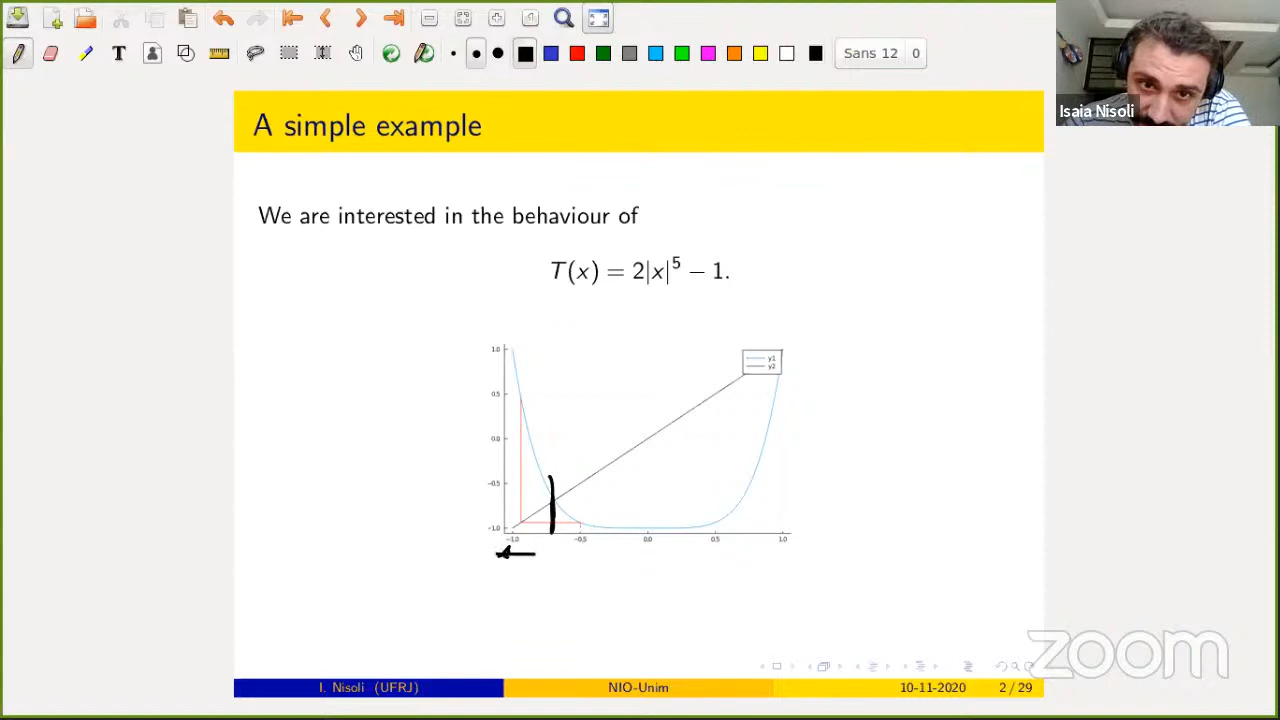 Sans 12 0
Isaia Nisoli
A simple example
We are interested in the behaviour of
T(x) = 2|x|⁵ − 1.
1.0
0.5
0.0
−0.5
−1.0
y1
y2
−1.0 −0.5 0.0 0.5 1.0
zoom
I. Nisoli (UFRJ) NIO-Unim 10-11-2020 2 / 29